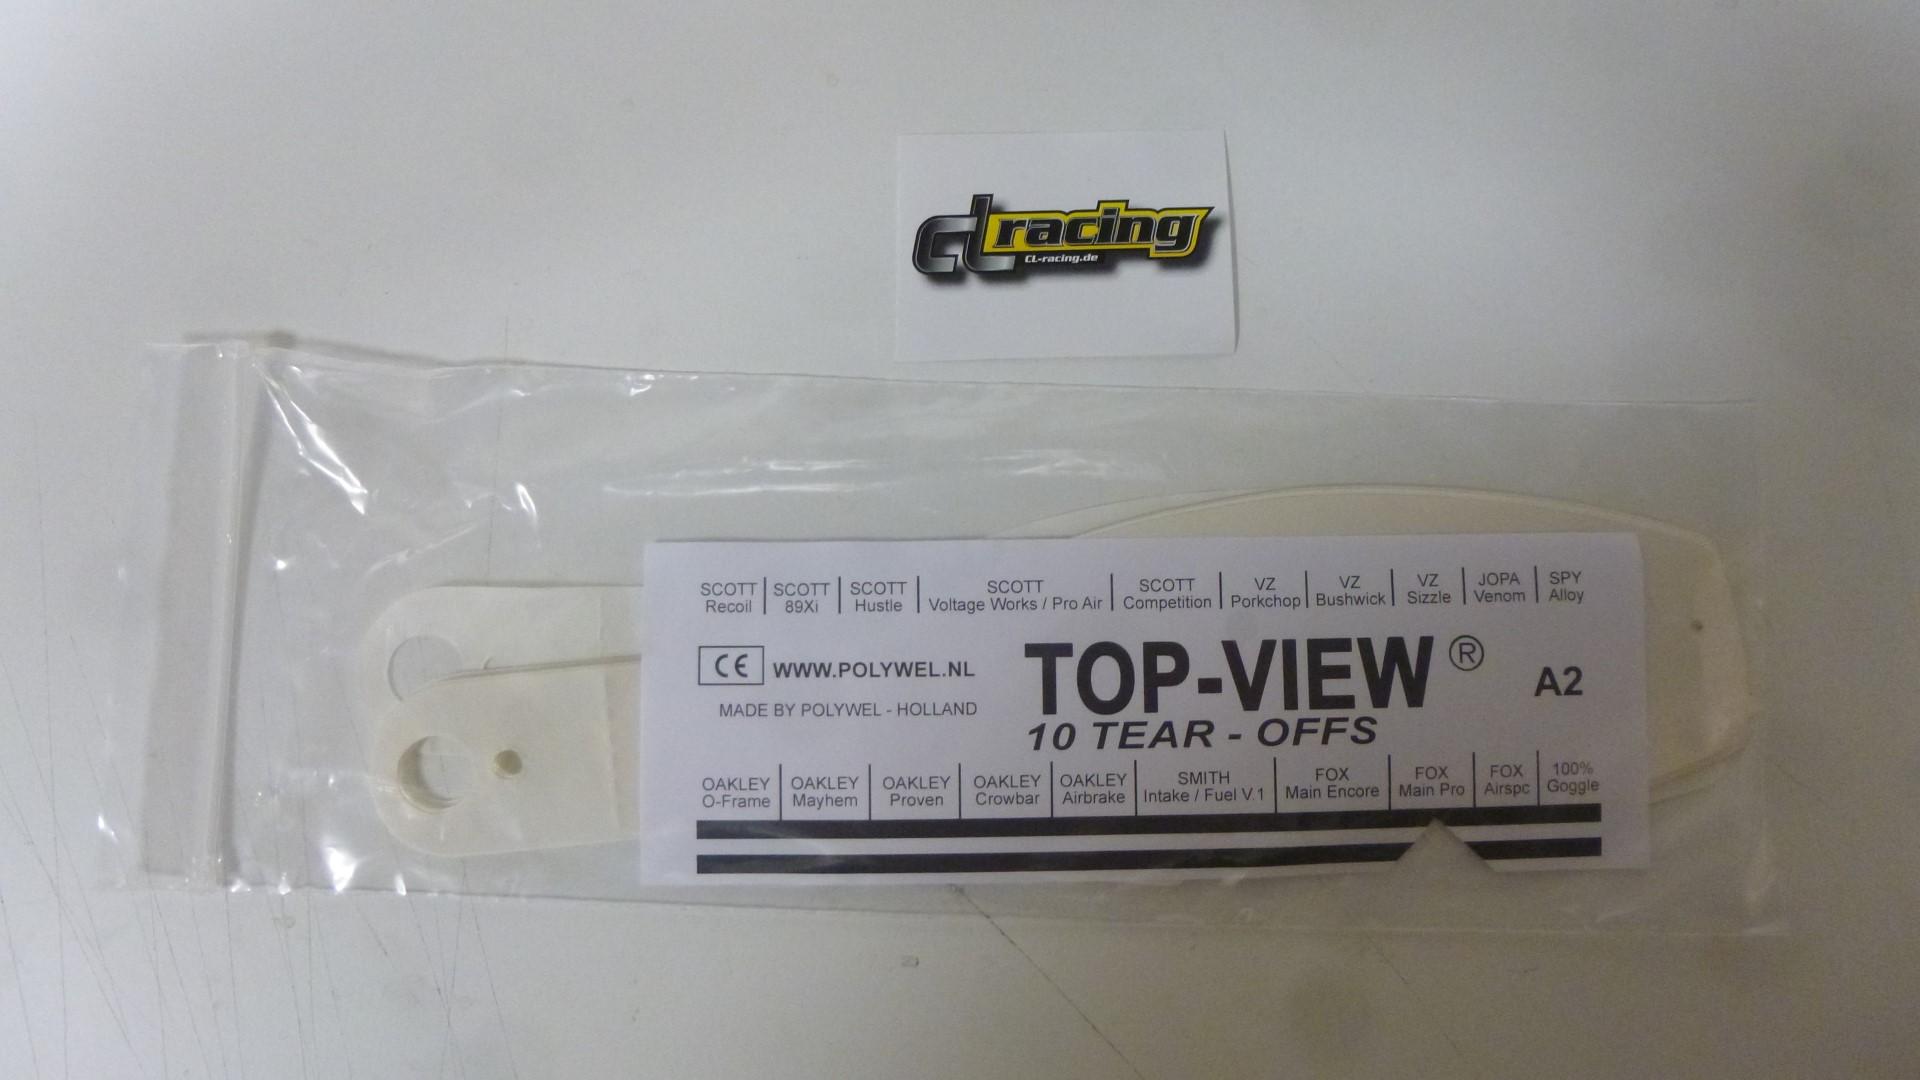 cl racing
CL-racing.de
SCOTT Recoil | SCOTT 89Xi | SCOTT Hustle | SCOTT Voltage Works / Pro Air | SCOTT Competition | VZ Porkchop | VZ Bushwick | VZ Sizzle | JOPA Venom | SPY Alloy
CE WWW.POLYWEL.NL
MADE BY POLYWEL - HOLLAND
TOP-VIEW ®
10 TEAR - OFFS
A2
OAKLEY O-Frame | OAKLEY Mayhem | OAKLEY Proven | OAKLEY Crowbar | OAKLEY Airbrake | SMITH Intake / Fuel V.1 | FOX Main Encore | FOX Main Pro | FOX Airspc | 100% Goggle